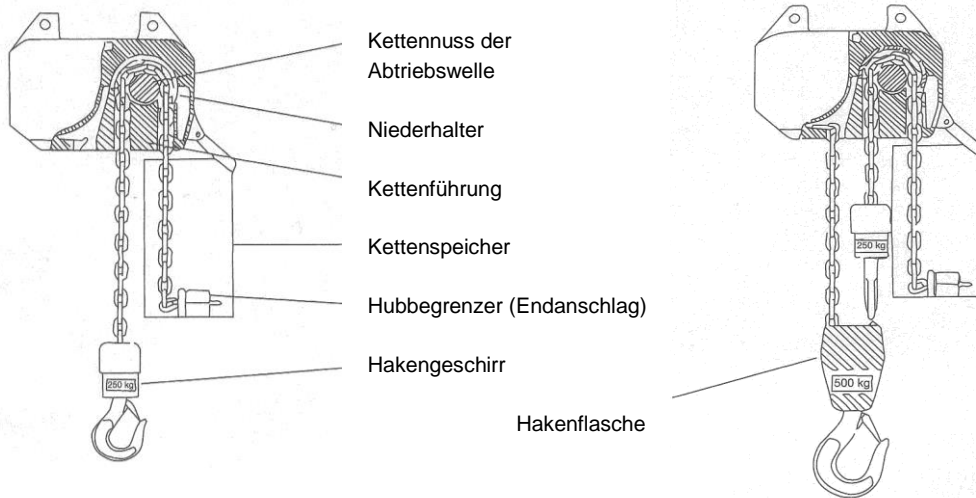 Kettennuss der
Abtriebswelle
Niederhalter
Kettenführung
Kettenspeicher
Hubbegrenzer (Endanschlag)
Hakengeschirr
250 kg
Hakenflasche
250 kg
500 kg